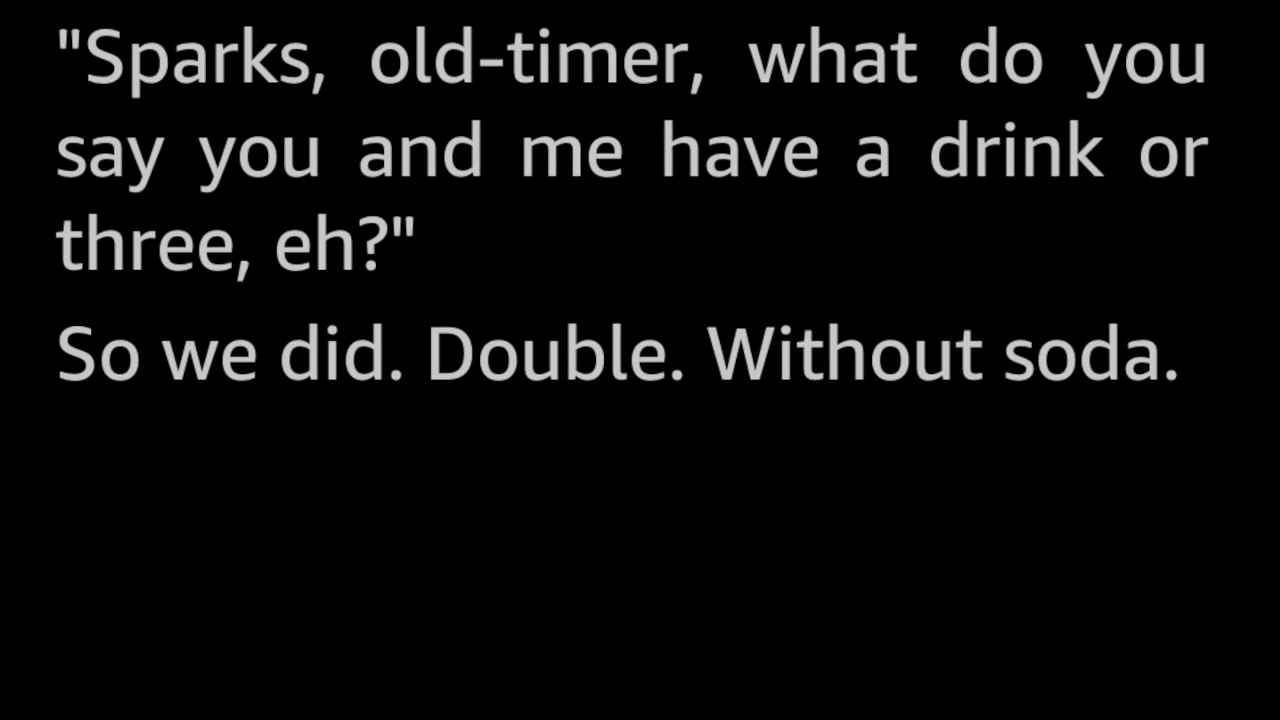 "Sparks, old-timer, what do you
say you and me have a drink or
three, eh?"
So we did. Double. Without soda.